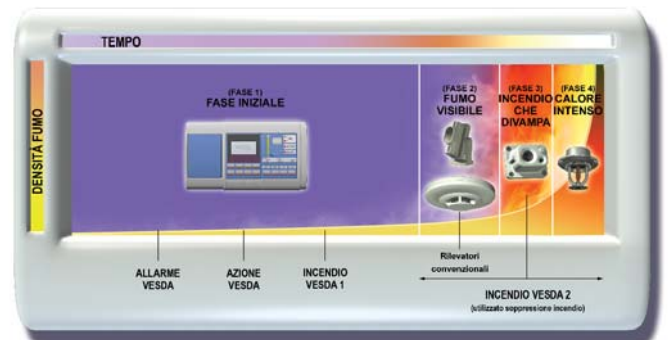 TEMPO
DENSITÀ FUMO
(FASE 1)
FASE INIZIALE
(FASE 2)
FUMO
VISIBILE
(FASE 3)
INCENDIO
CHE
DIVAMPA
(FASE 4)
CALORE
INTENSO
ALLARME
VESDA
AZIONE
VESDA
INCENDIO
VESDA 1
Rilevatori
convenzionali
INCENDIO VESDA 2
(utilizzato soppressione incendio)